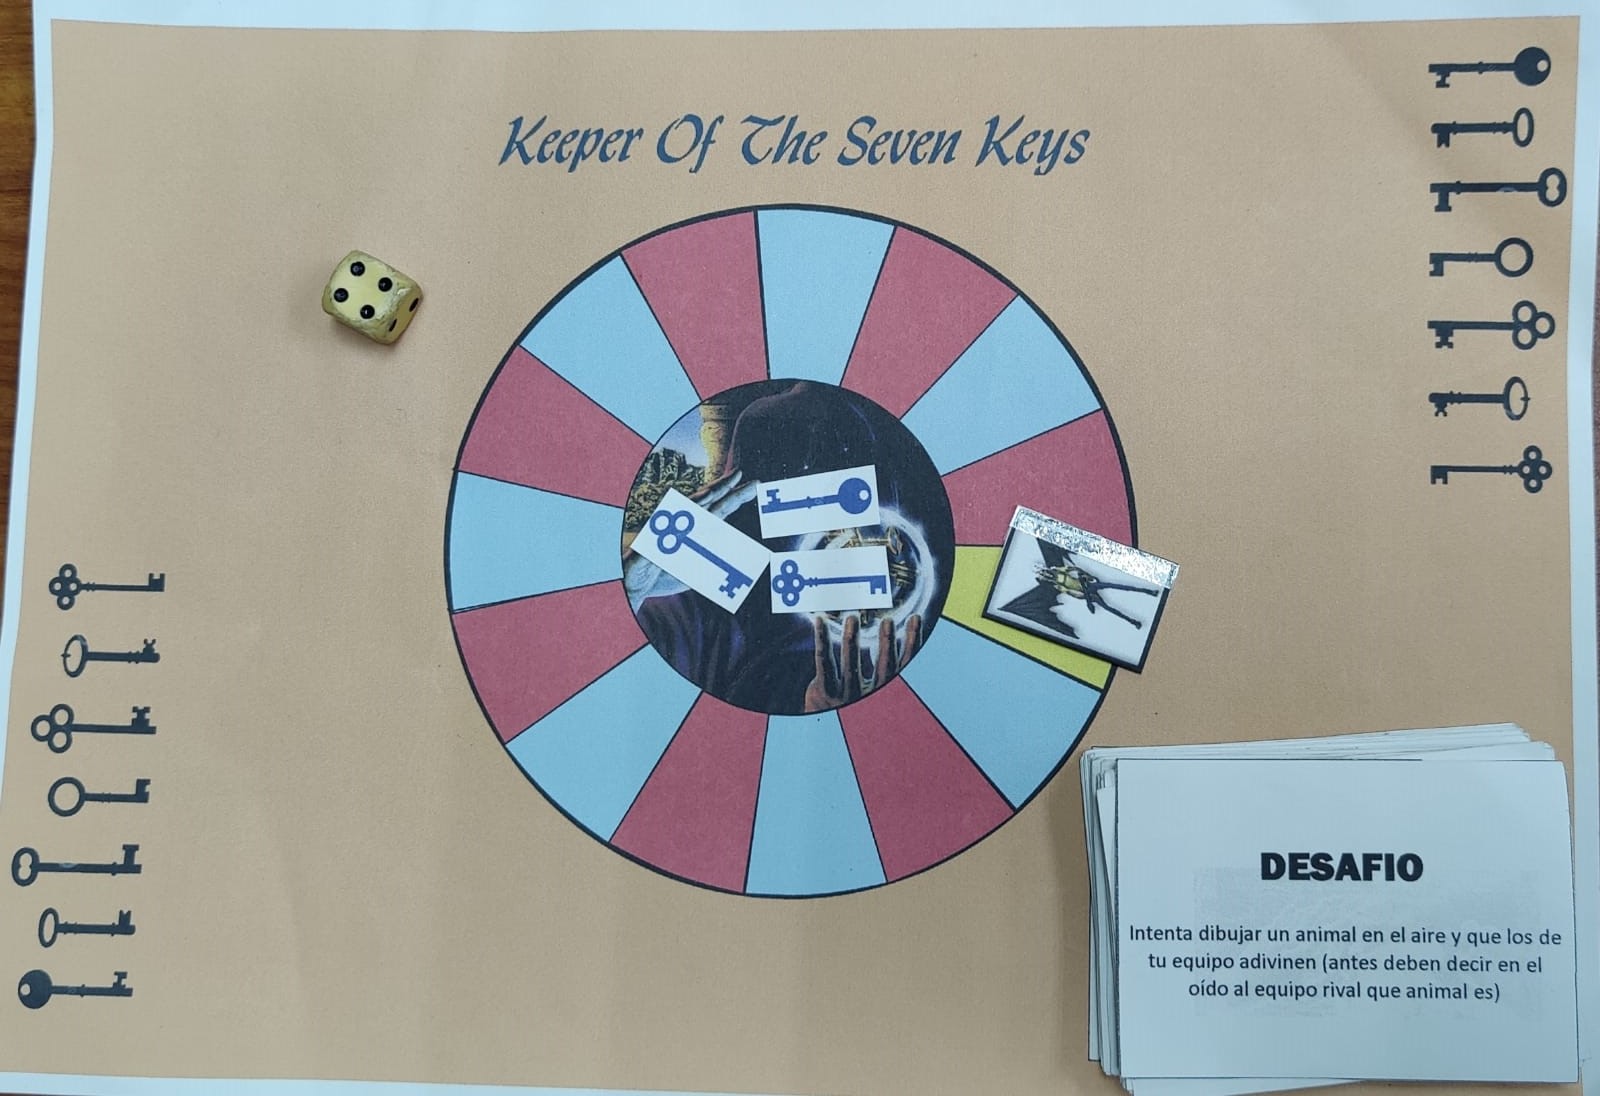 Keeper Of The Seven Keys
DESAFIO
Intenta dibujar un animal en el aire y que los de
tu equipo adivinen (antes deben decir en el
oído al equipo rival que animal es)